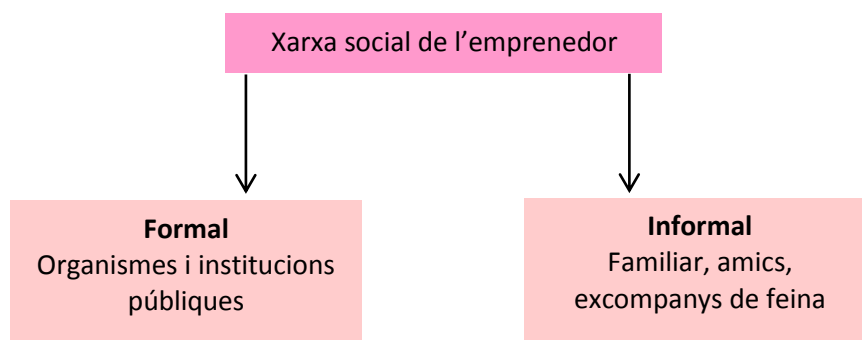 Xarxa social de l’emprenedor
Formal
Organismes i institucions
públiques
Informal
Familiar, amics,
excompanys de feina